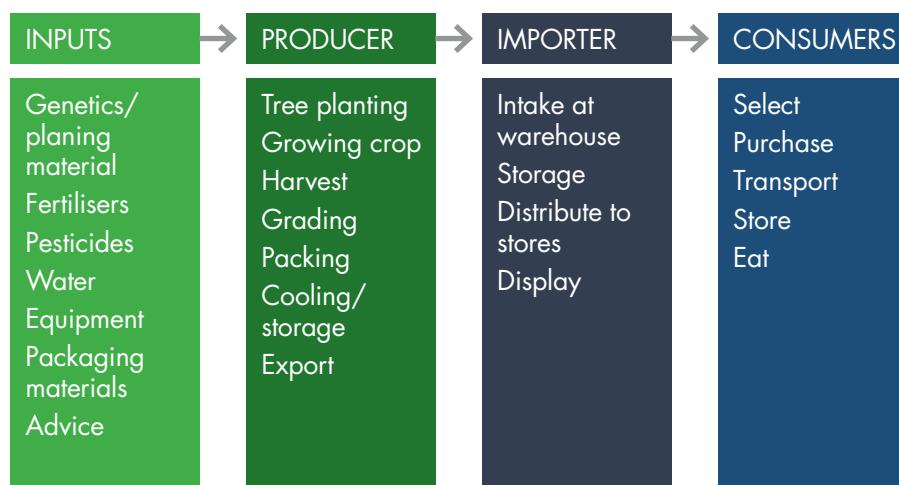 INPUTS
Genetics/
planing
material
Fertilisers
Pesticides
Water
Equipment
Packaging
materials
Advice
PRODUCER
Tree planting
Growing crop
Harvest
Grading
Packing
Cooling/
storage
Export
IMPORTER
Intake at
warehouse
Storage
Distribute to
stores
Display
CONSUMERS
Select
Purchase
Transport
Store
Eat